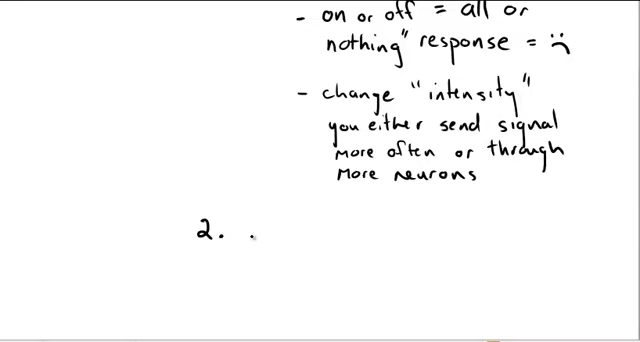 - on or off = all or
nothing" response = :(
- change "intensity"
you either send signal
more often or through
more neurons
2. .